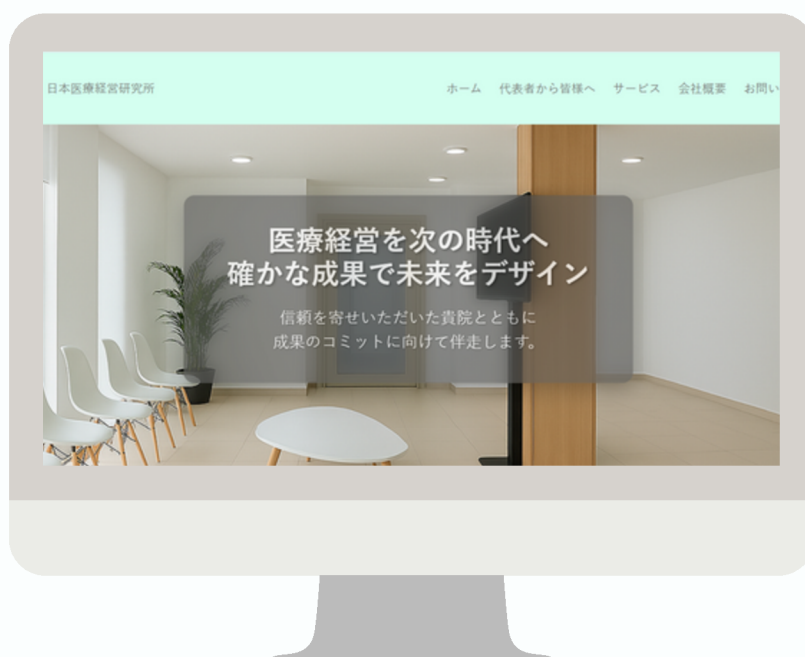 日本医療経営研究所
ホーム 代表者から皆様へ サービス 会社概要 お問い
医療経営を次の時代へ
確かな成果で未来をデザイン
信頼を寄せいただいた貴院とともに
成果のコミットに向けて伴走します。